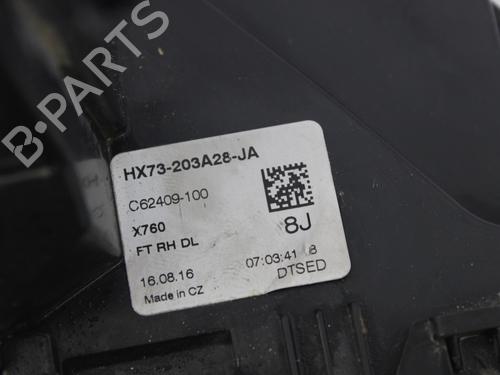 B-PARTS
HX73-203A28-JA
C62409-100
X760
8J
FT RH DL
16.08.16
07:03:41
Made in CZ
DTSED